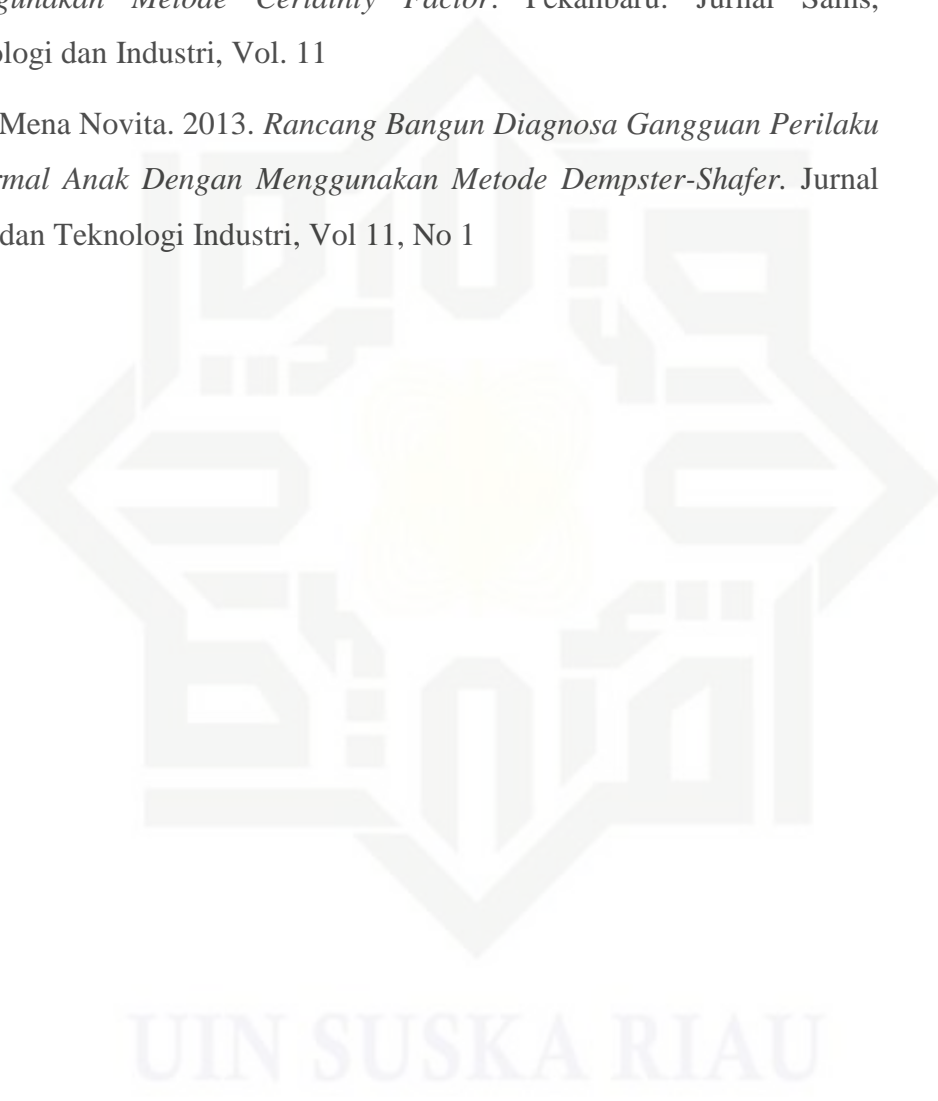 gunakan Metode Certainty Factor. Pekanbaru: Jurnal Sains,
ologi dan Industri, Vol. 11
Mena Novita. 2013. Rancang Bangun Diagnosa Gangguan Perilaku
rmal Anak Dengan Menggunakan Metode Dempster-Shafer. Jurnal
dan Teknologi Industri, Vol 11, No 1
UIN SUSKA RIAU